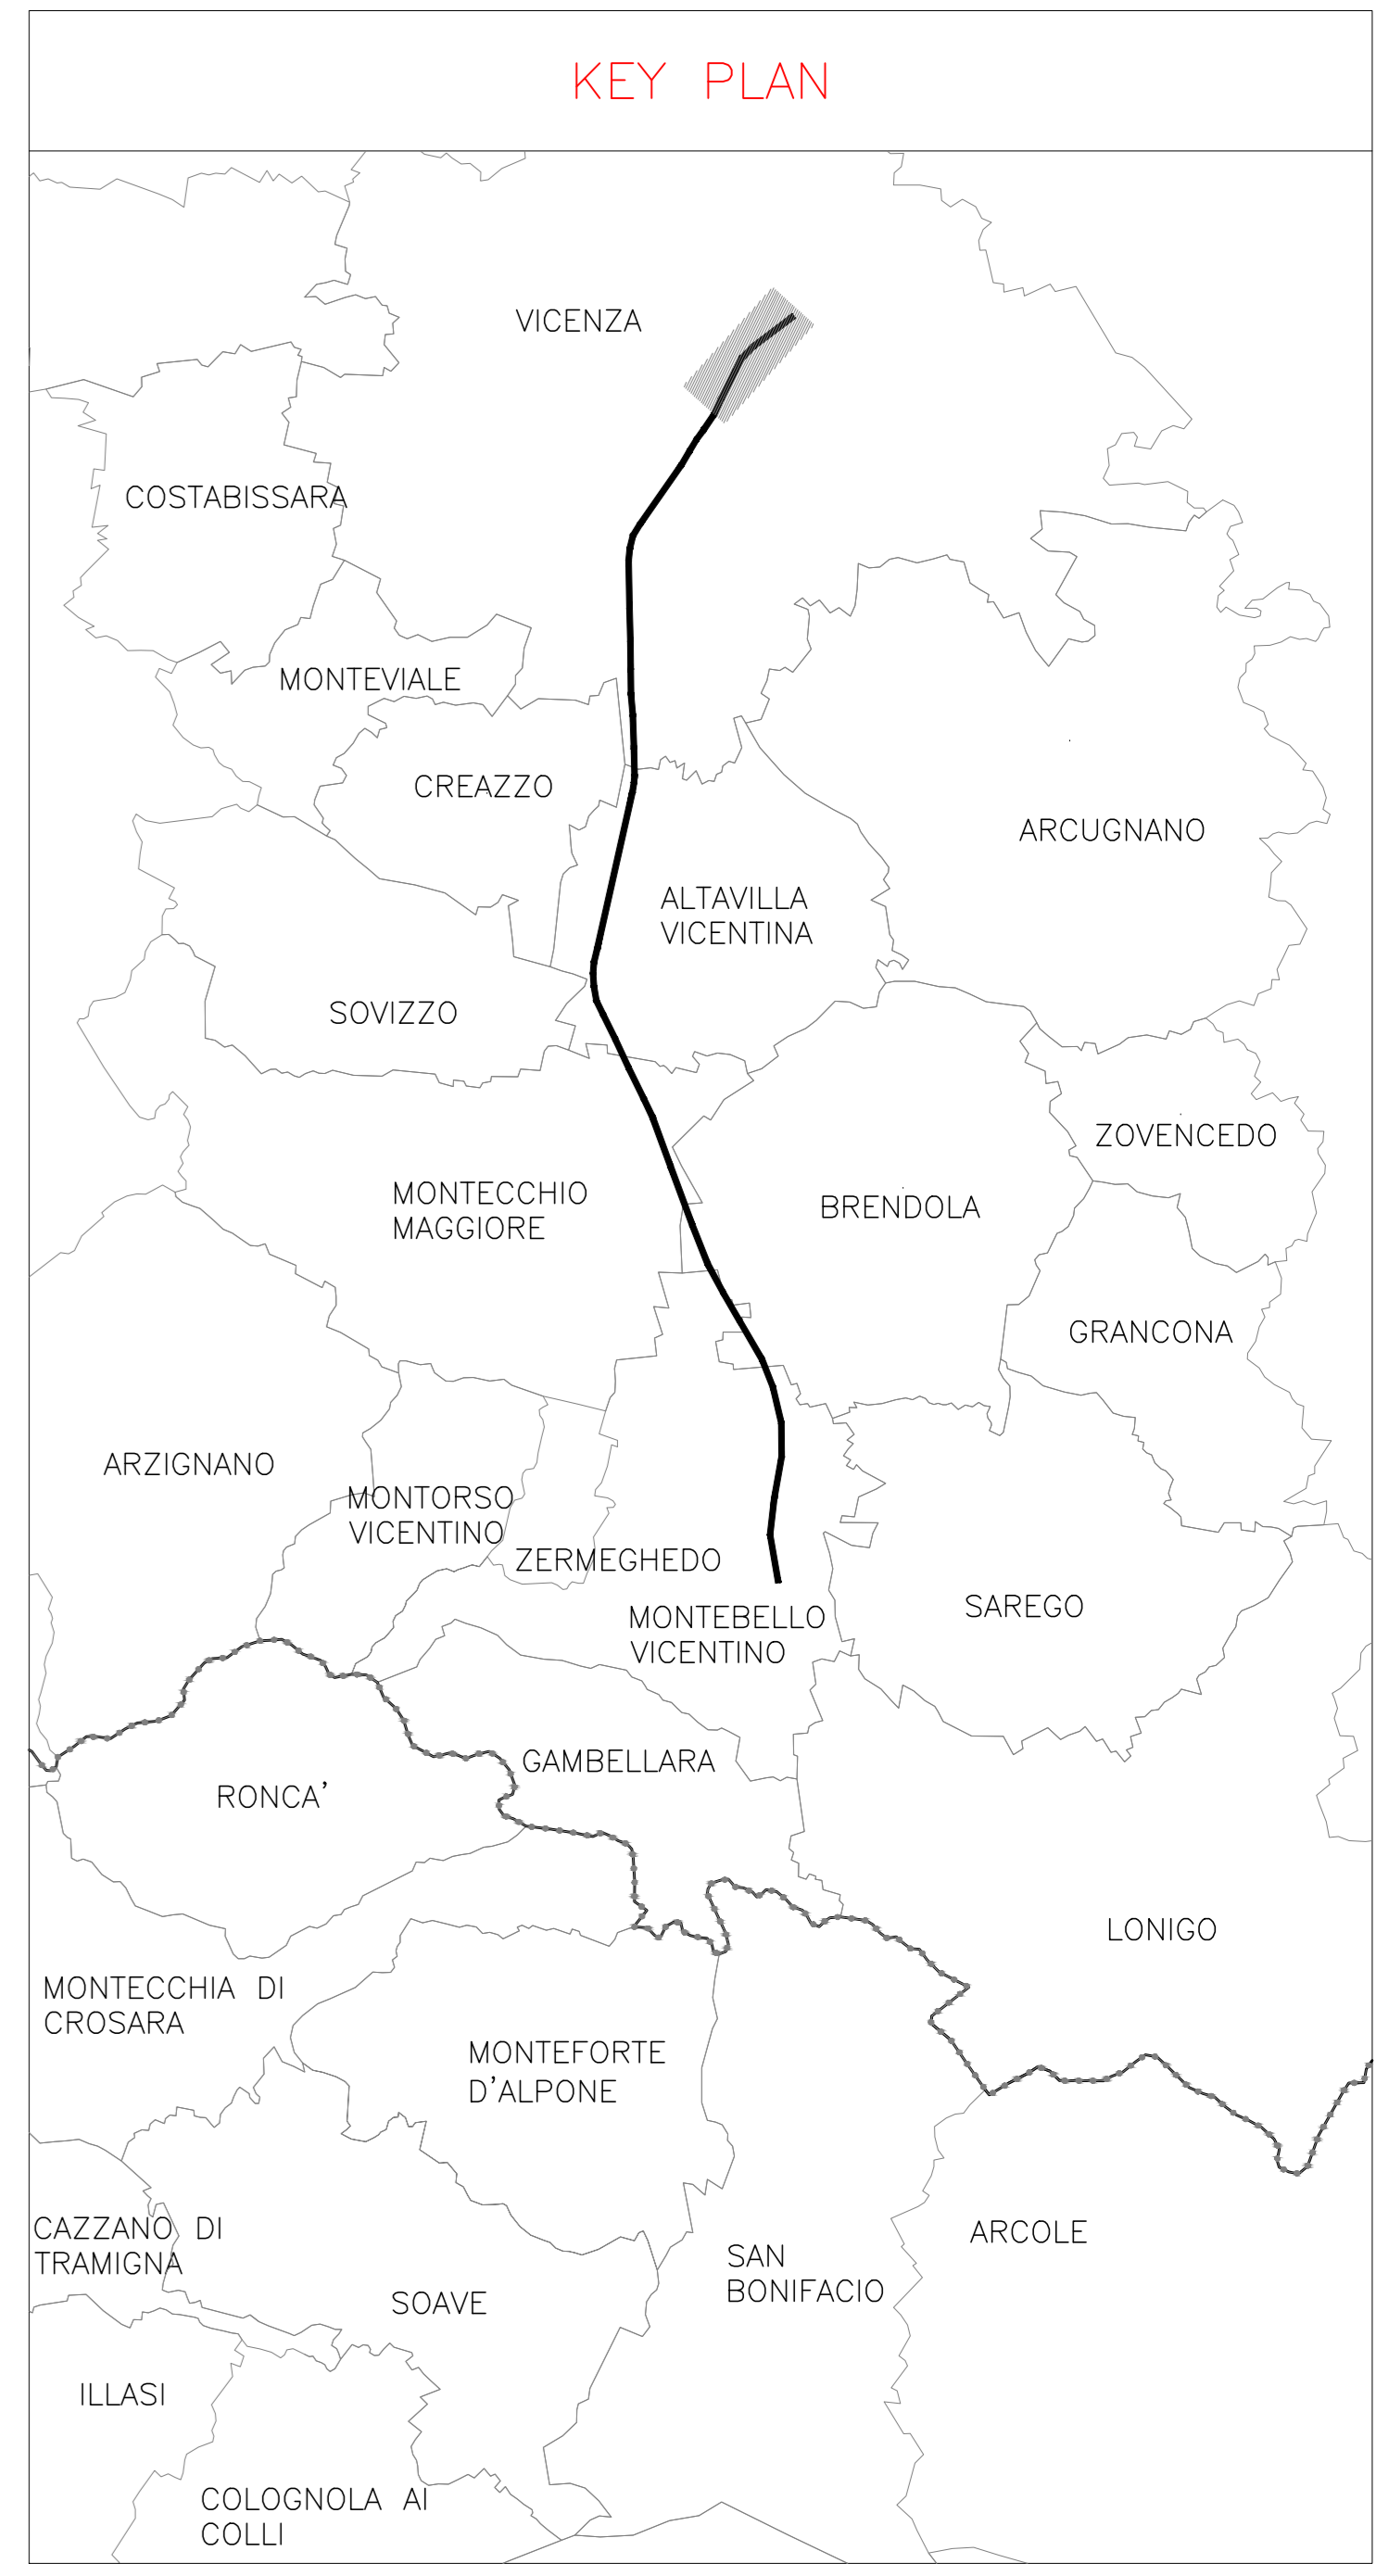 KEY PLAN
VICENZA
COSTABISSARA
MONTEVIALE
CREAZZO
ARCUGNANO
ALTAVILLA
VICENTINA
SOVIZZO
ZOVENCEDO
MONTECCHIO
MAGGIORE
BRENDOLA
GRANCONA
ARZIGNANO
MONTORSO
VICENTINO
ZERMEGHEDO
SAREGO
MONTEBELLO
VICENTINO
GAMBELLARA
RONCA'
LONIGO
MONTECCHIA DI
CROSARA
MONTEFORTE
D'ALPONE
CAZZANO DI
TRAMIGNA
ARCOLE
SAN
BONIFACIO
SOAVE
ILLASI
COLOGNOLA AI
COLLI